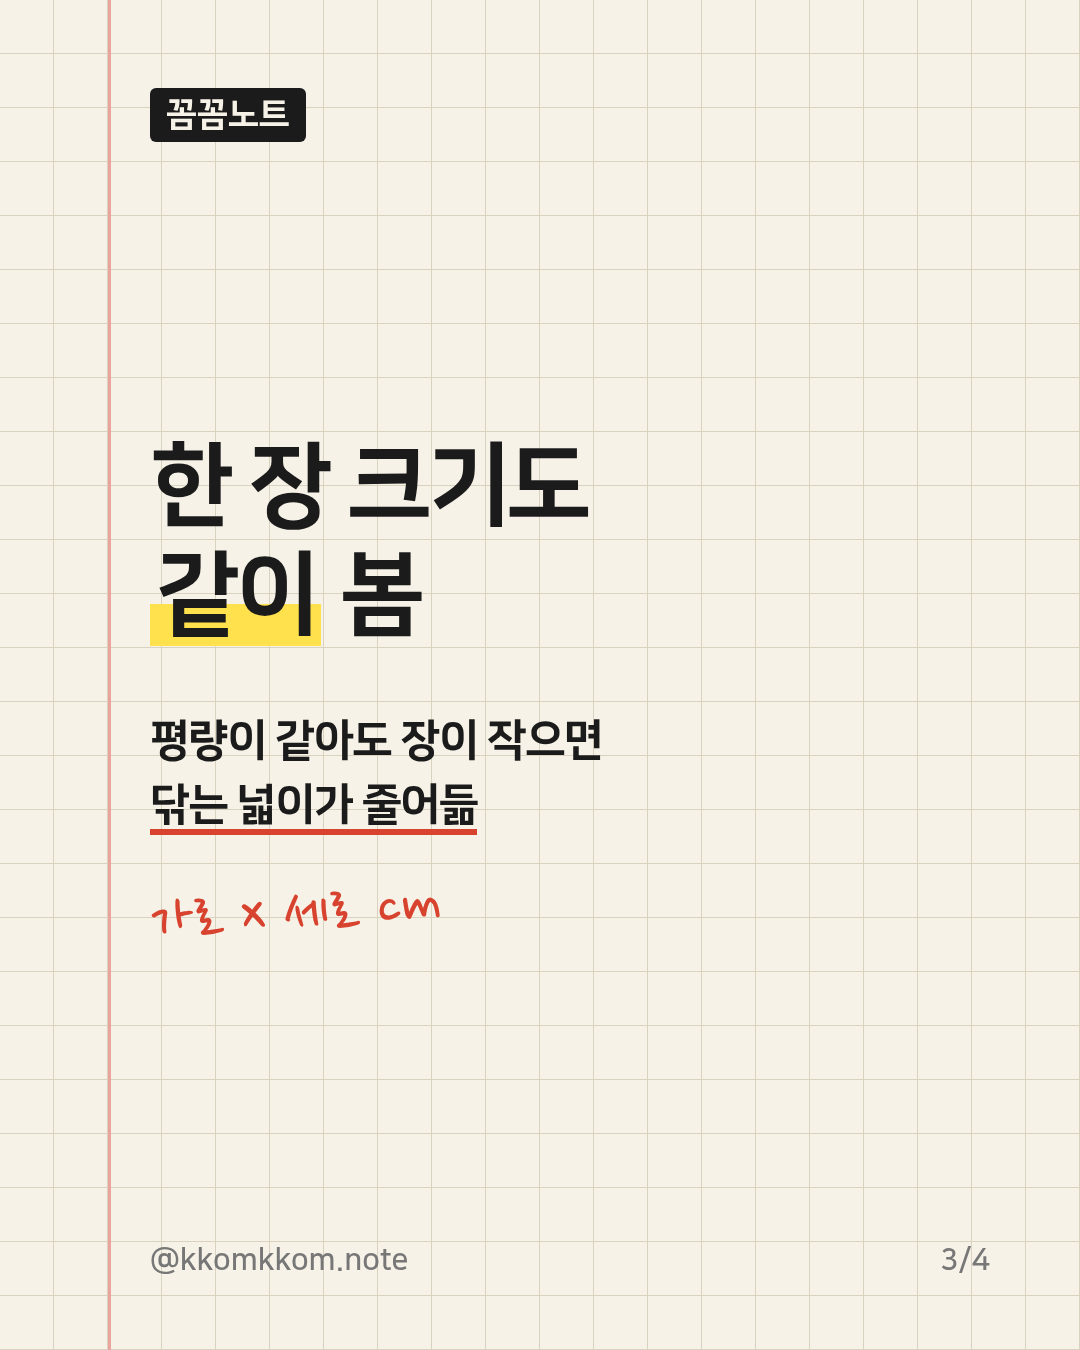 꼼꼼노트
한 장 크기도
같이 봄
평량이 같아도 장이 작으면
닦는 넓이가 줄어듦
가로 x 세로 cm
@kkomkkom.note
3/4